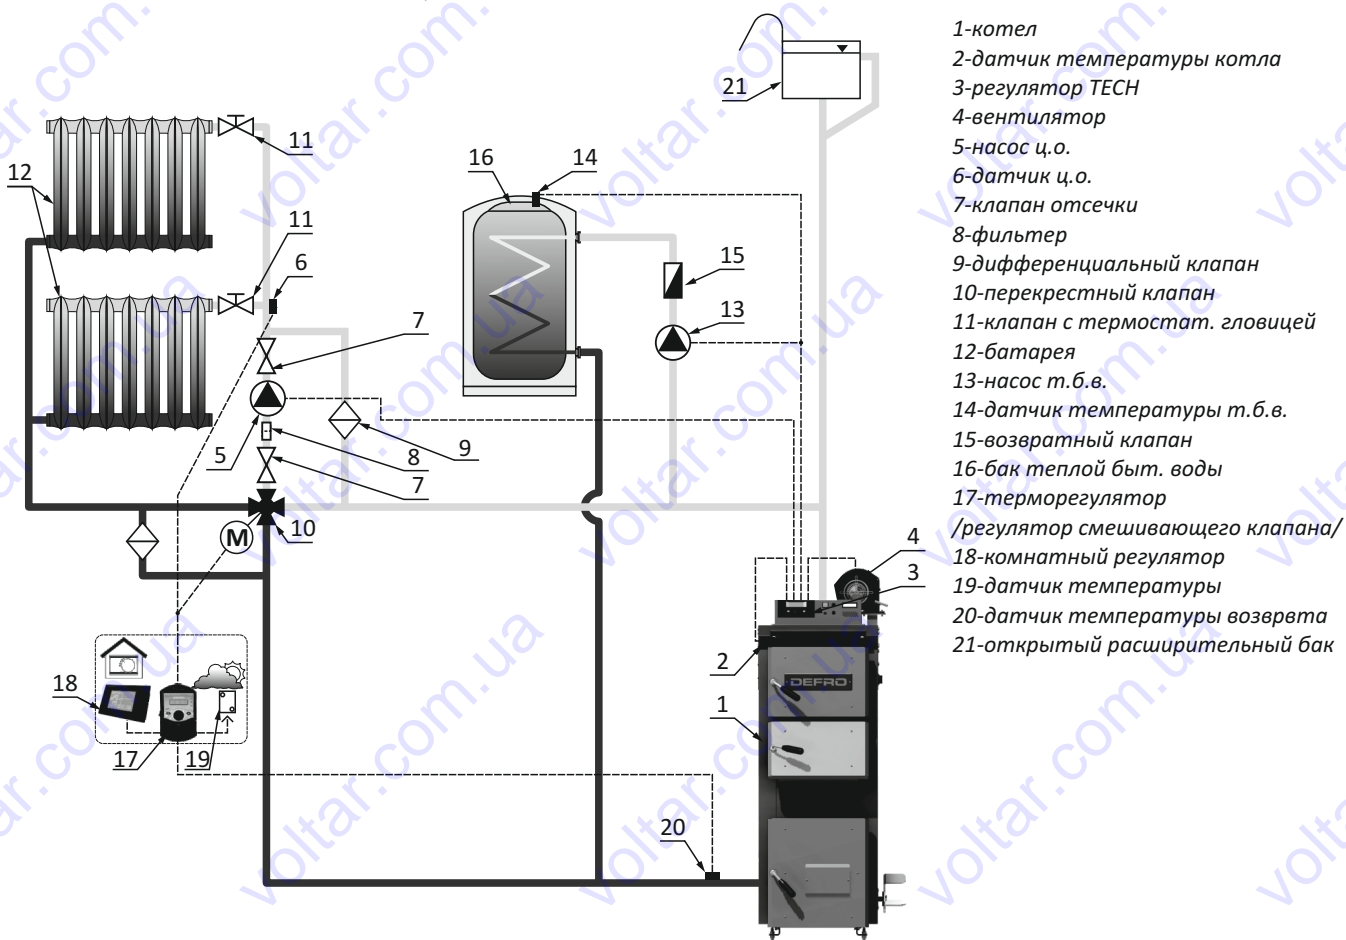 1-котел
2-датчик температуры котла
3-регулятор TECH
4-вентилятор
5-насос ц.о.
6-датчик ц.о.
7-клапан отсечки
8-фильтер
9-дифференциальный клапан
10-перекрестный клапан
11-клапан с термостат. гловицей
12-батарея
13-насос т.б.в.
14-датчик температуры т.б.в.
15-возвратный клапан
16-бак теплой быт. воды
17-терморегулятор
/регулятор смешивающего клапана/
18-комнатный регулятор
19-датчик температуры
20-датчик температуры возврвта
21-открытый расширительный бак
21
11
12
16
14
11
6
15
7
13
5
8
9
7
10
M
4
3
2
DEFRO
18
1
17
19
20
voltar.com.ua